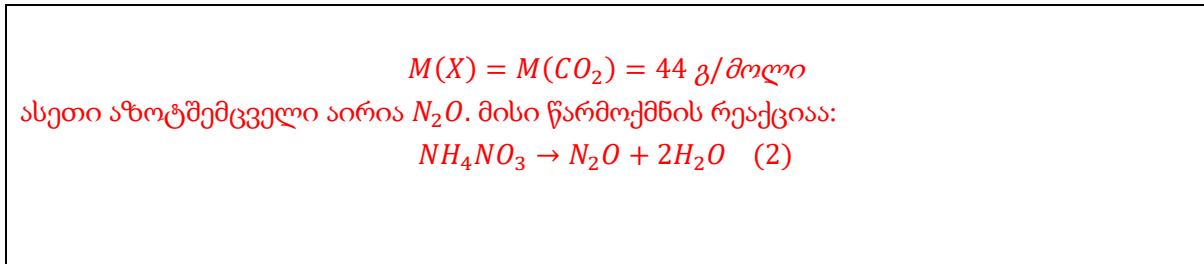 𝑀(𝑋) = 𝑀(𝐶𝑂₂) = 44 გ/მოლი
ასეთი აზოტშემცველი აირია 𝑁₂𝑂. მისი წარმოქმნის რეაქციაა:
𝑁𝐻₄𝑁𝑂₃ → 𝑁₂𝑂 + 2𝐻₂𝑂 (2)